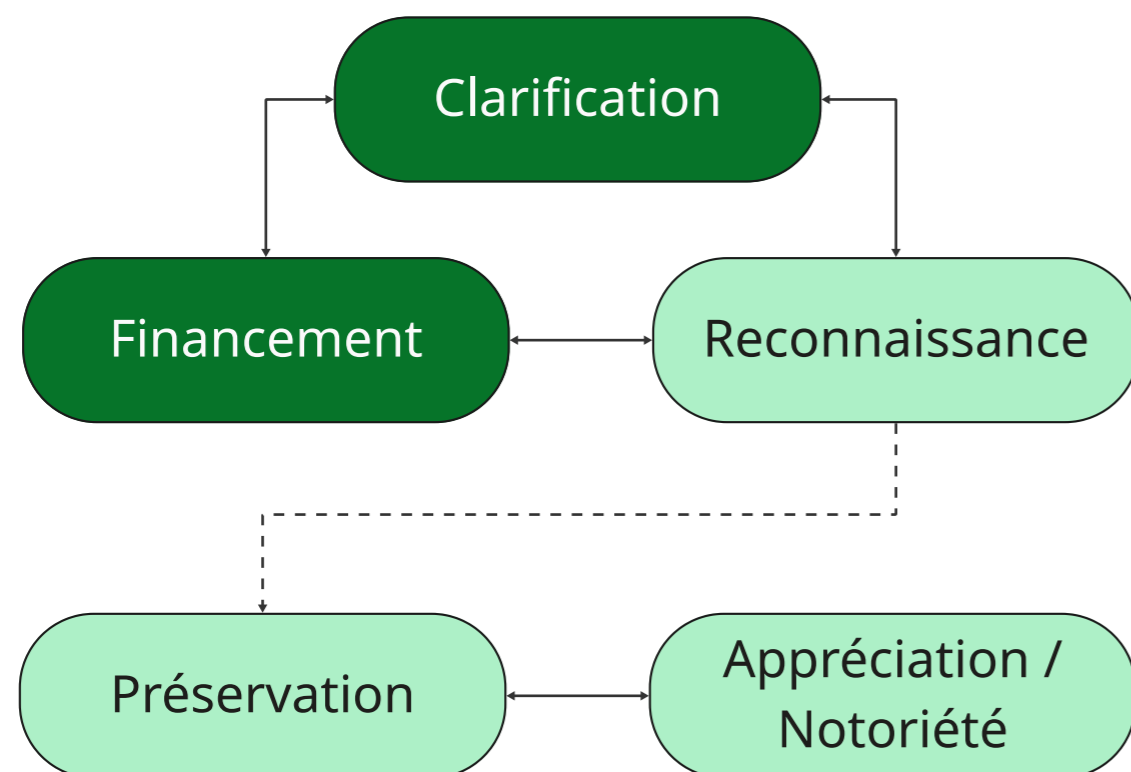 Clarification
Financement
Reconnaissance
Préservation
Appréciation /
Notoriété